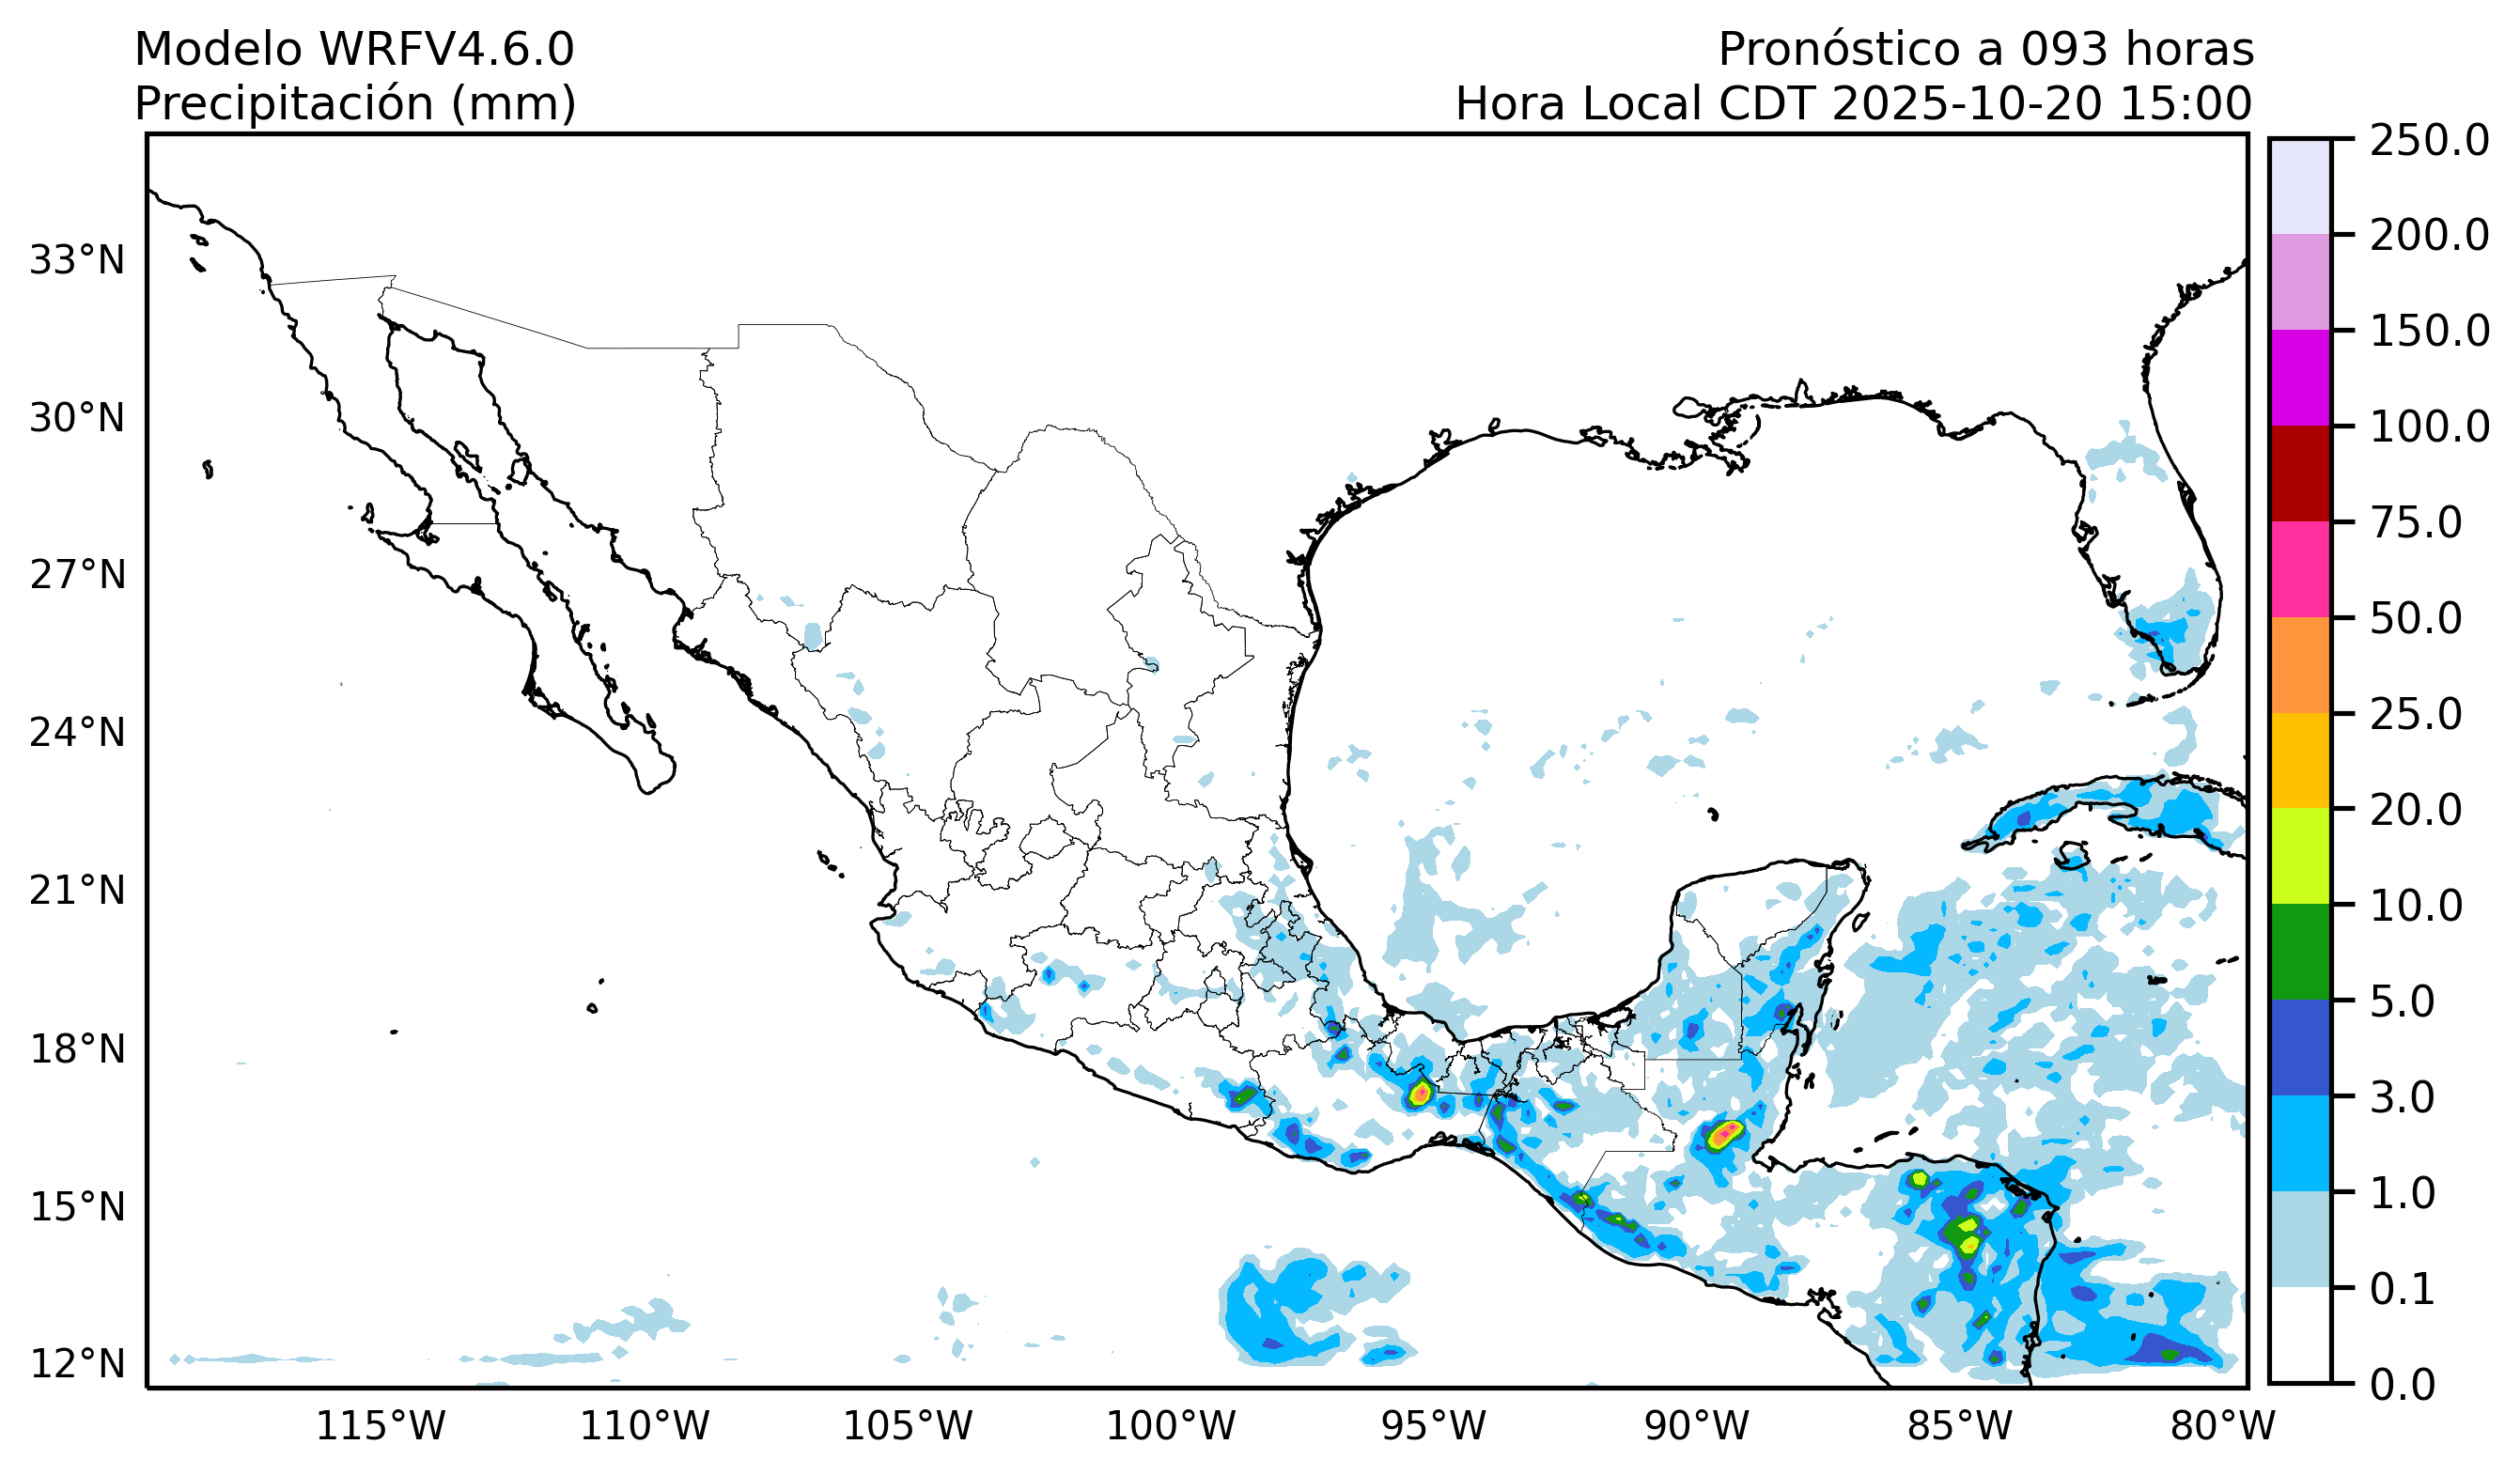 Modelo WRFV4.6.0
Precipitación (mm)
Pronóstico a 093 horas
Hora Local CDT 2025-10-20 15:00
33°N
30°N
27°N
24°N
21°N
18°N
15°N
12°N
115°W
110°W
105°W
100°W
95°W
90°W
85°W
80°W
250.0
200.0
150.0
100.0
75.0
50.0
25.0
20.0
10.0
5.0
3.0
1.0
0.1
0.0